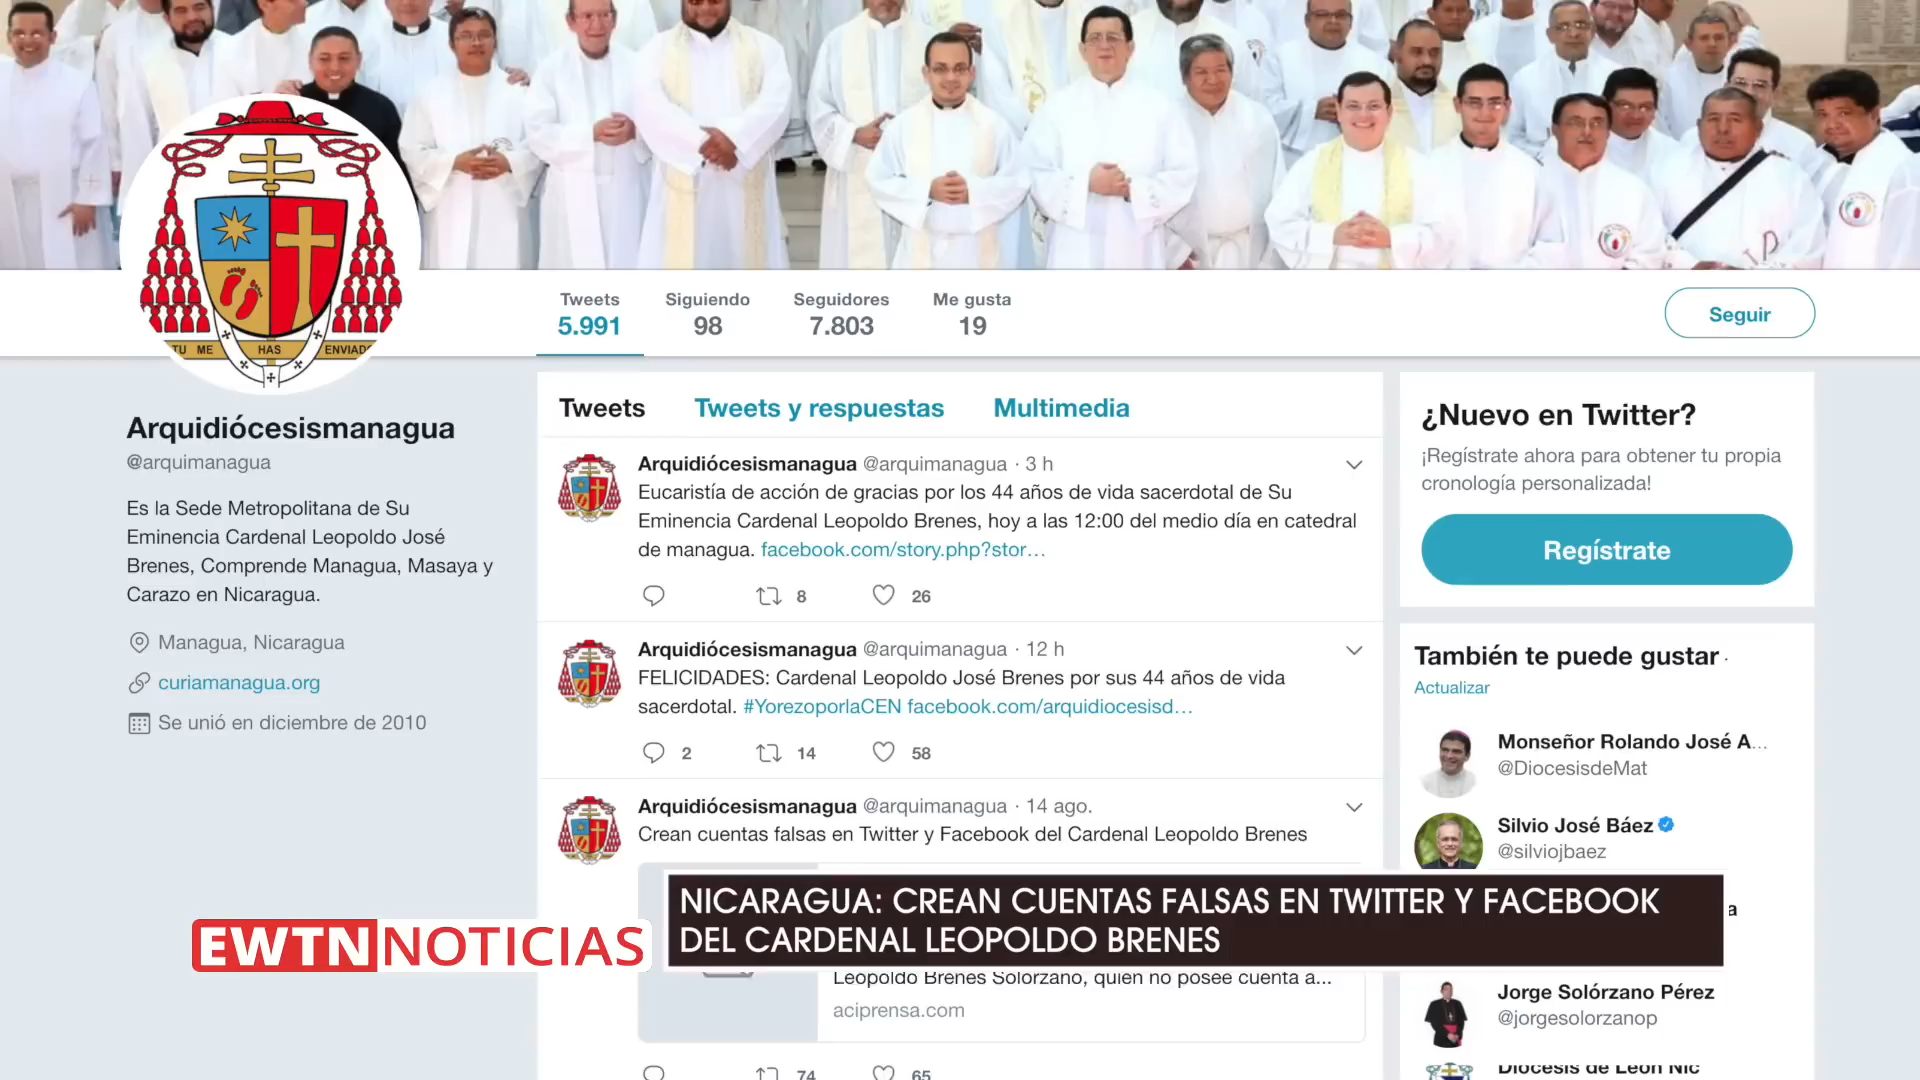 TU ME HAS ENVIADO
Tweets
5.991
Siguiendo
98
Seguidores
7.803
Me gusta
19
Seguir
Arquidiócesismanagua
@arquimanagua
Es la Sede Metropolitana de Su
Eminencia Cardenal Leopoldo José
Brenes, Comprende Managua, Masaya y
Carazo en Nicaragua.
Managua, Nicaragua
curiamanagua.org
Se unió en diciembre de 2010
Tweets Tweets y respuestas Multimedia
Arquidiócesismanagua @arquimanagua · 3 h
Eucaristía de acción de gracias por los 44 años de vida sacerdotal de Su
Eminencia Cardenal Leopoldo Brenes, hoy a las 12:00 del medio día en catedral
de managua. facebook.com/story.php?stor…
8 26
Arquidiócesismanagua @arquimanagua · 12 h
FELICIDADES: Cardenal Leopoldo José Brenes por sus 44 años de vida
sacerdotal. #YorezoporlaCEN facebook.com/arquidiocesisd…
2 14 58
Arquidiócesismanagua @arquimanagua · 14 ago.
Crean cuentas falsas en Twitter y Facebook del Cardenal Leopoldo Brenes
Leopoldo Brenes Solórzano, quien no posee cuenta a...
aciprensa.com
74 65
¿Nuevo en Twitter?
¡Regístrate ahora para obtener tu propia
cronología personalizada!
Regístrate
También te puede gustar ·
Actualizar
Monseñor Rolando José A…
@DiocesisdeMat
Silvio José Báez
@silviojbaez
a
Jorge Solórzano Pérez
@jorgesolorzanop
Diócesis de León Nic
EWTN NOTICIAS
NICARAGUA: CREAN CUENTAS FALSAS EN TWITTER Y FACEBOOK
DEL CARDENAL LEOPOLDO BRENES